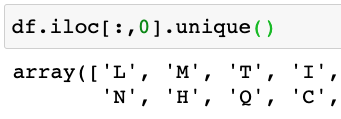 df.iloc[:,0].unique()
array(['L', 'M', 'T', 'I',
'N', 'H', 'Q', 'C',